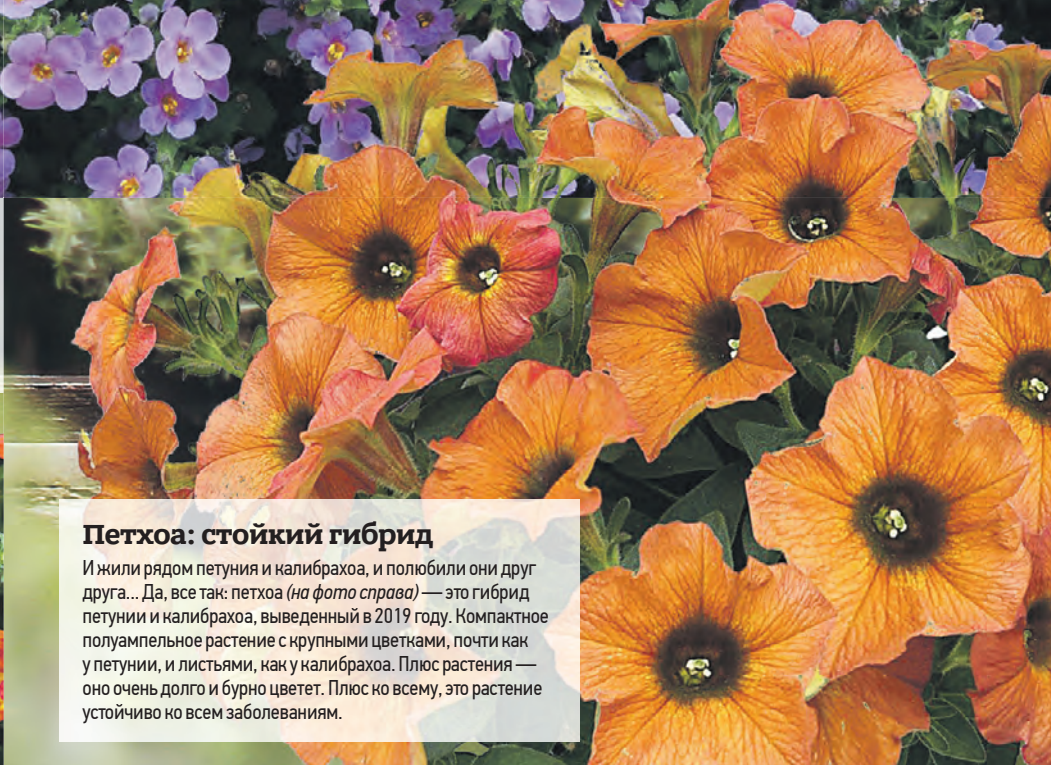 Петхоа: стойкий гибрид
И жили рядом петуния и калибрахоа, и полюбили они друг
друга... Да, все так: петхоа (на фото справа) — это гибрид
петунии и калибрахоа, выведенный в 2019 году. Компактное
полуампельное растение с крупными цветками, почти как
у петунии, и листьями, как у калибрахоа. Плюс растения —
оно очень долго и бурно цветет. Плюс ко всему, это растение
устойчиво ко всем заболеваниям.